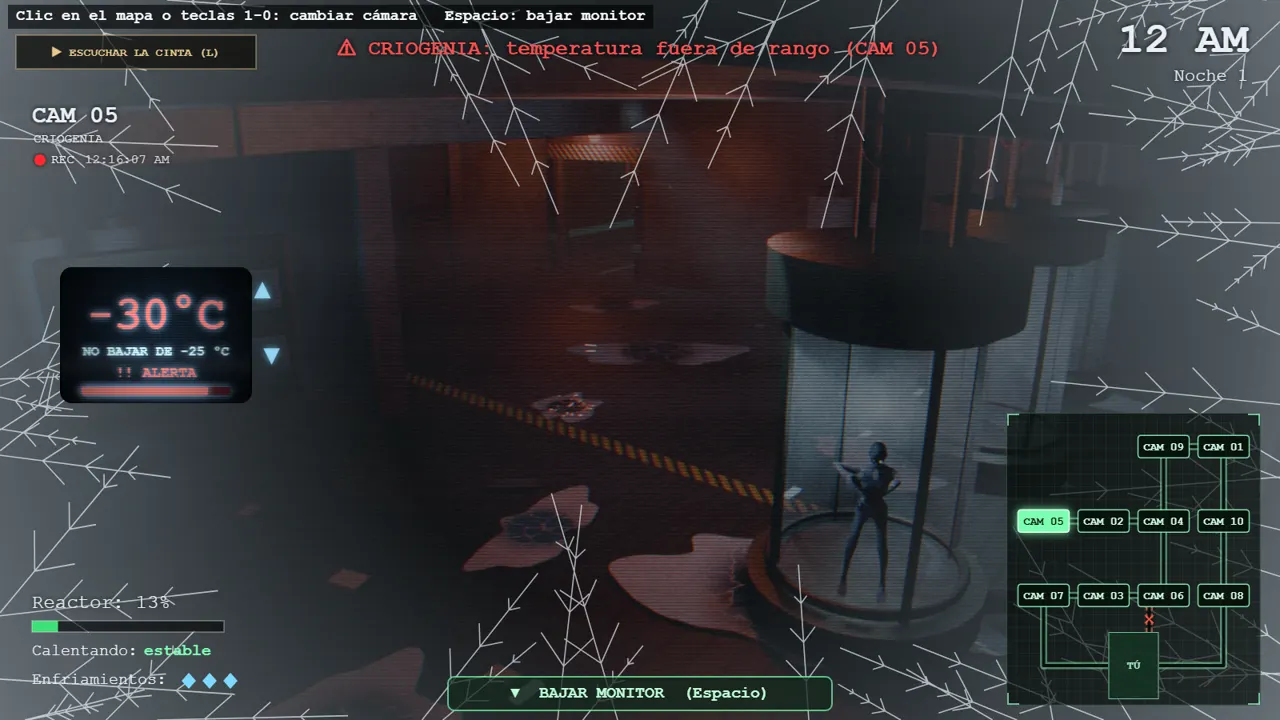 Clic en el mapa o teclas 1-0: cambiar cámara   Espacio: bajar monitor
▶ ESCUCHAR LA CINTA (L)
⚠ CRIOGENIA: temperatura fuera de rango (CAM 05)
12 AM
Noche 1
CAM 05
CRIOGENIA
REC 12:16:07 AM
-30°C
NO BAJAR DE -25 °C
!! ALERTA
▲
▼
CAM 09 CAM 01
CAM 05 CAM 02 CAM 04 CAM 10
CAM 07 CAM 03 CAM 06 CAM 08
X
TÚ
Reactor: 13%
Calentando: estable
Enfriamientos:
▼ BAJAR MONITOR (Espacio)